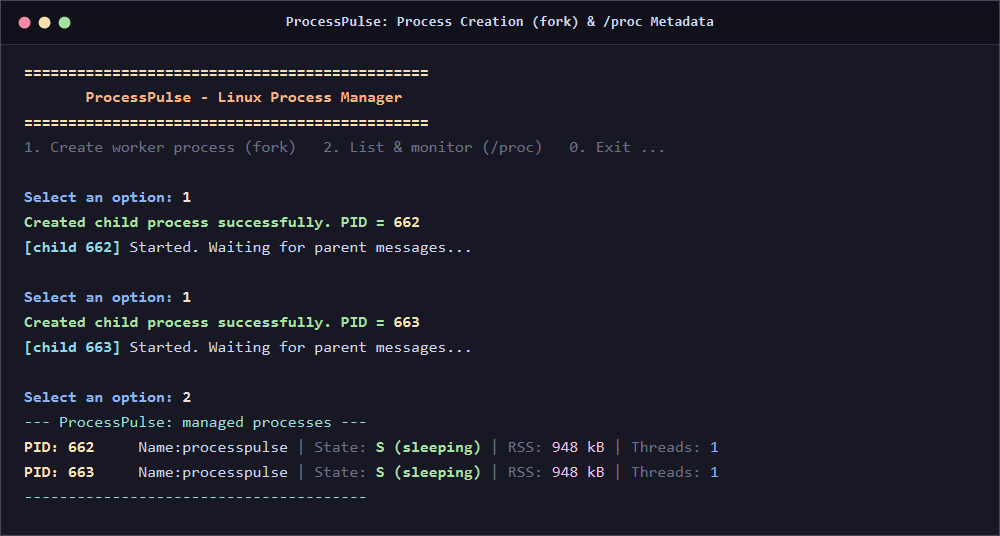 ProcessPulse: Process Creation (fork) & /proc Metadata
==============================================
ProcessPulse - Linux Process Manager
==============================================
1. Create worker process (fork)   2. List & monitor (/proc)   0. Exit ...
Select an option: 1
Created child process successfully. PID = 662
[child 662] Started. Waiting for parent messages...
Select an option: 1
Created child process successfully. PID = 663
[child 663] Started. Waiting for parent messages...
Select an option: 2
--- ProcessPulse: managed processes ---
PID: 662     Name:processpulse | State: S (sleeping) | RSS: 948 kB | Threads: 1
PID: 663     Name:processpulse | State: S (sleeping) | RSS: 948 kB | Threads: 1
---------------------------------------